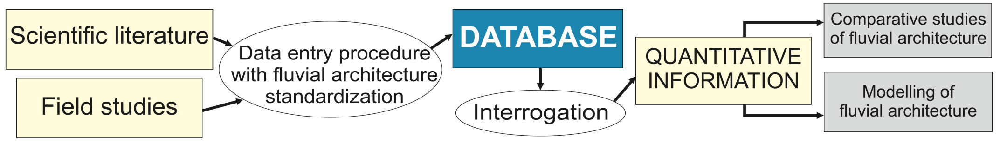 Scientific literature
Field studies
Data entry procedure
with fluvial architecture
standardization
DATABASE
Interrogation
QUANTITATIVE
INFORMATION
Comparative studies
of fluvial architecture
Modelling of
fluvial architecture